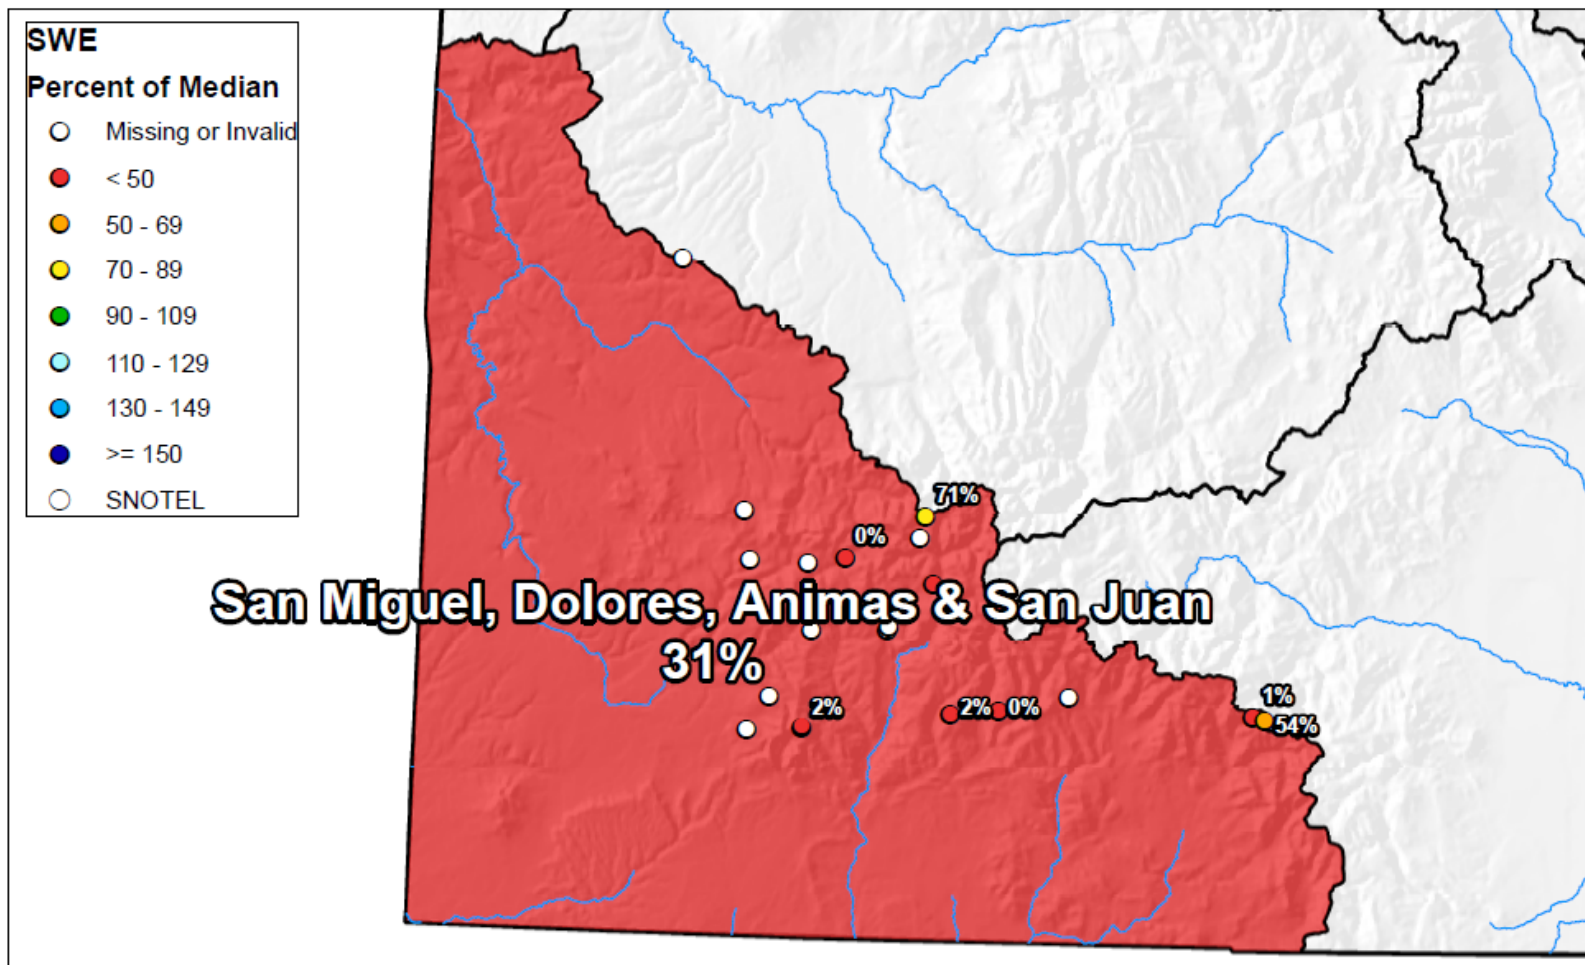 SWE
Percent of Median
Missing or Invalid
< 50
50 - 69
70 - 89
90 - 109
110 - 129
130 - 149
>= 150
SNOTEL
71%
0%
San Miguel, Dolores, Animas & San Juan
31%
2%
2%
0%
1%
54%